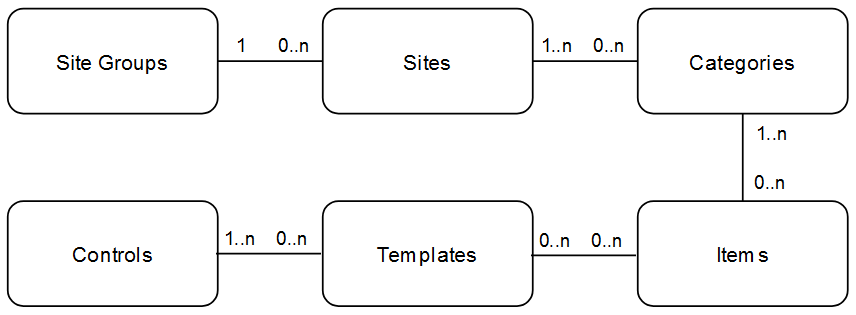 Site Groups 1 0..n Sites 1..n 0..n Categories
1..n
0..n
Controls 1..n 0..n Templates 0..n 0..n Items